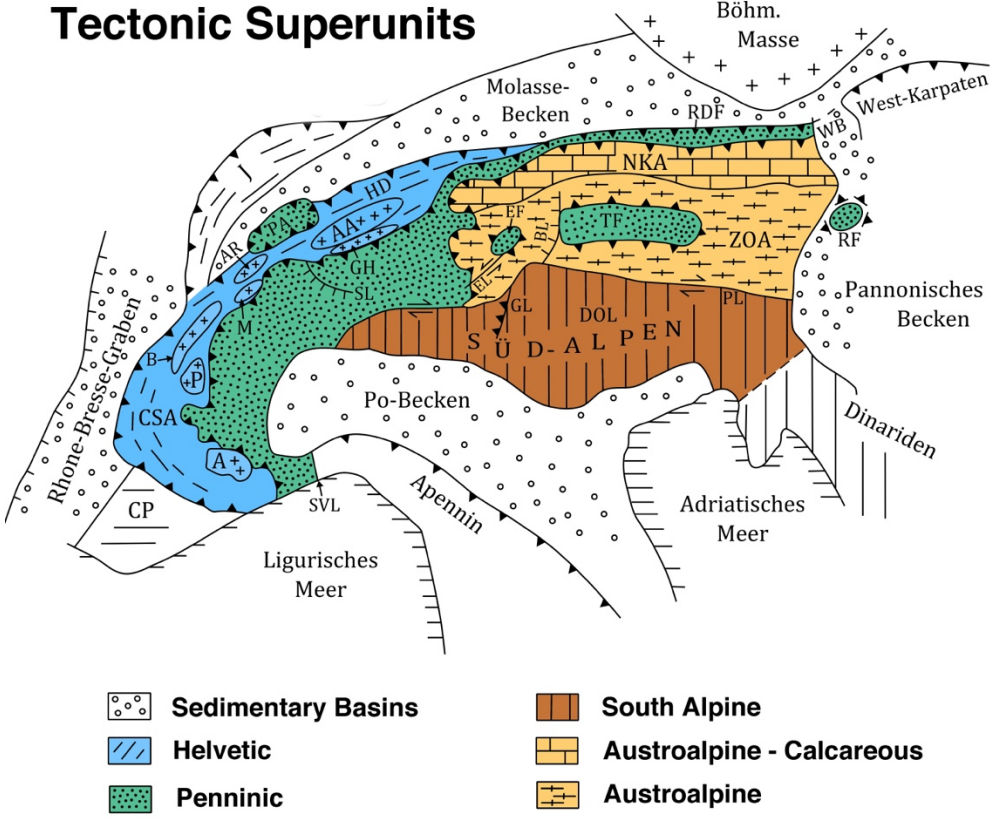 Tectonic Superunits
Böhm.
Masse
Molasse-
Becken
West-Karpaten
RDF
WB
NKA
J
HD
PA
AA
EF
TF
BL
ZOA
RF
AR
GH
SL
EL
M
GL
DOL
PL
Pannonisches
Becken
SÜD-ALPEN
B
P
Rhone-Bresse-Graben
Po-Becken
CSA
Dinariden
A
Apennin
SVL
CP
Adriatisches
Meer
Ligurisches
Meer
Sedimentary Basins
South Alpine
Helvetic
Austroalpine - Calcareous
Penninic
Austroalpine